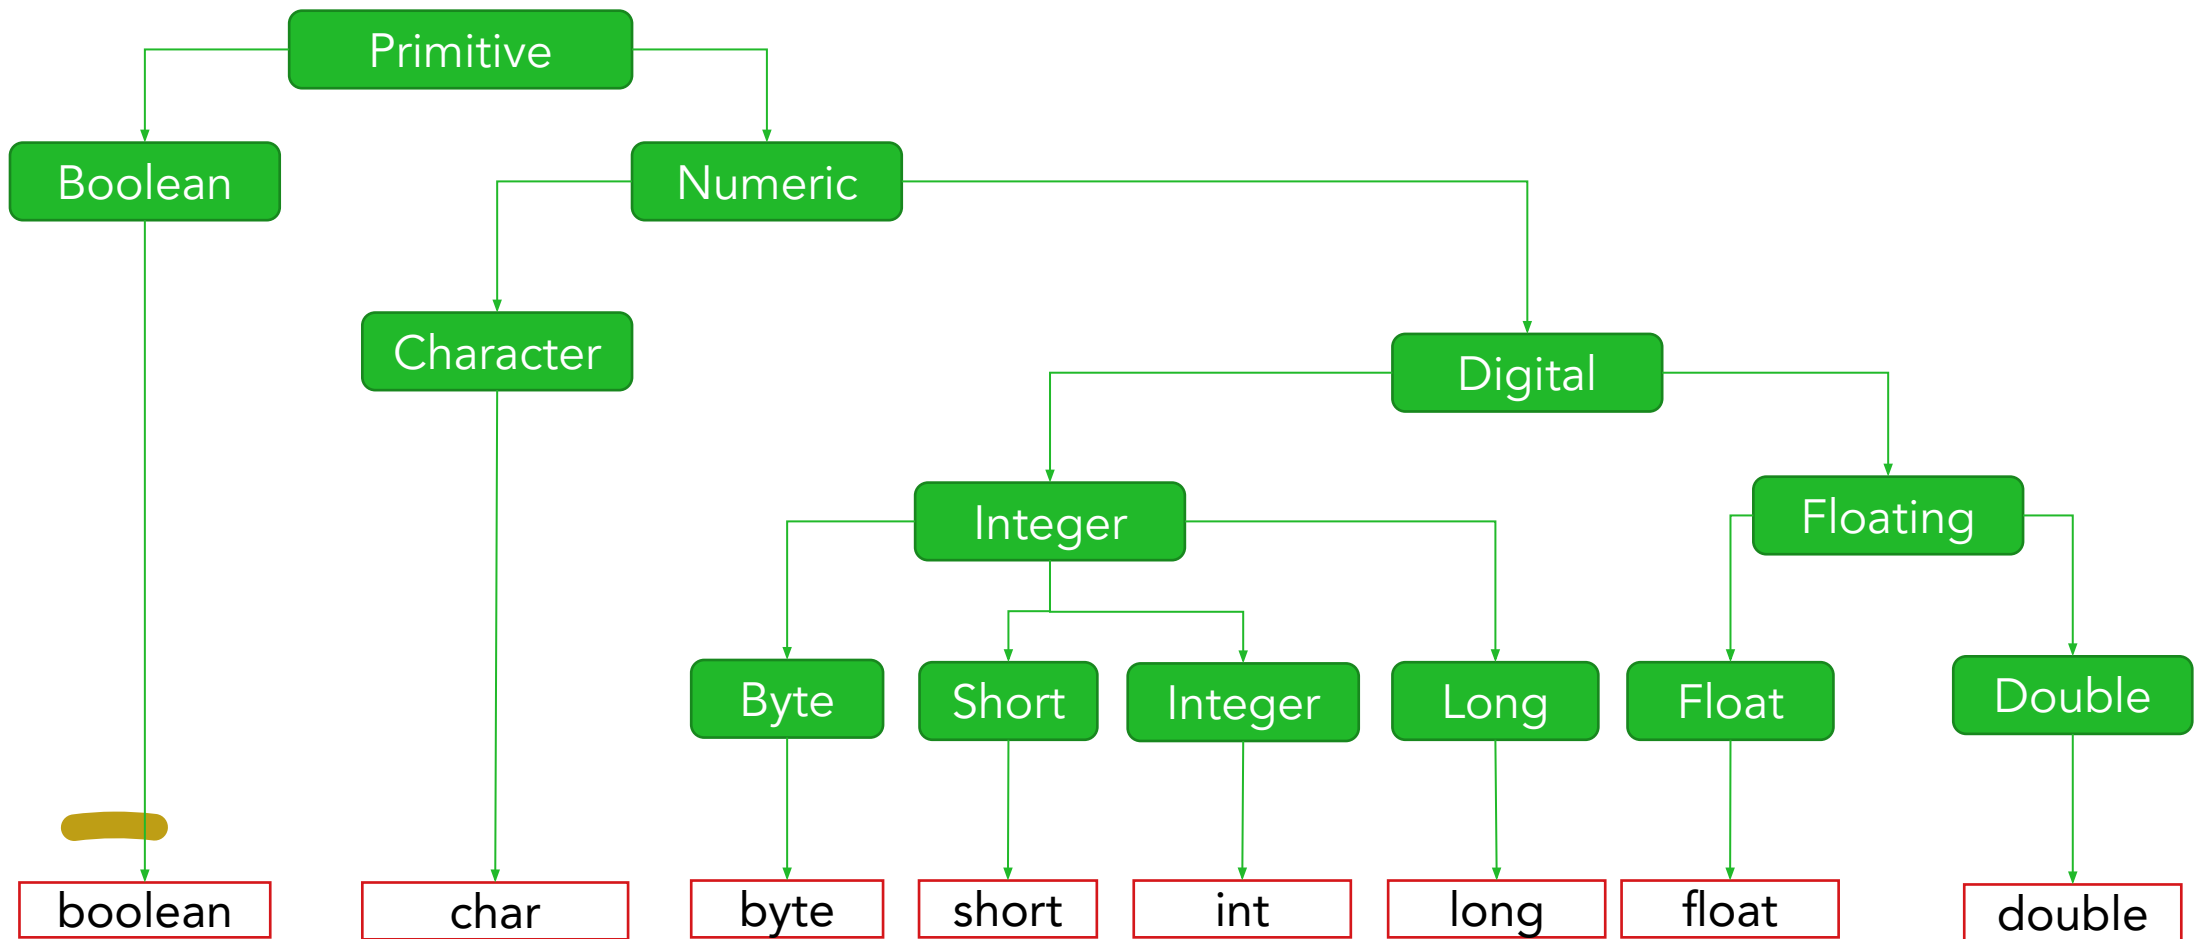 Primitive
Boolean
Numeric
Character
Digital
Integer
Floating
Byte
Short
Integer
Long
Float
Double
boolean
char
byte
short
int
long
float
double